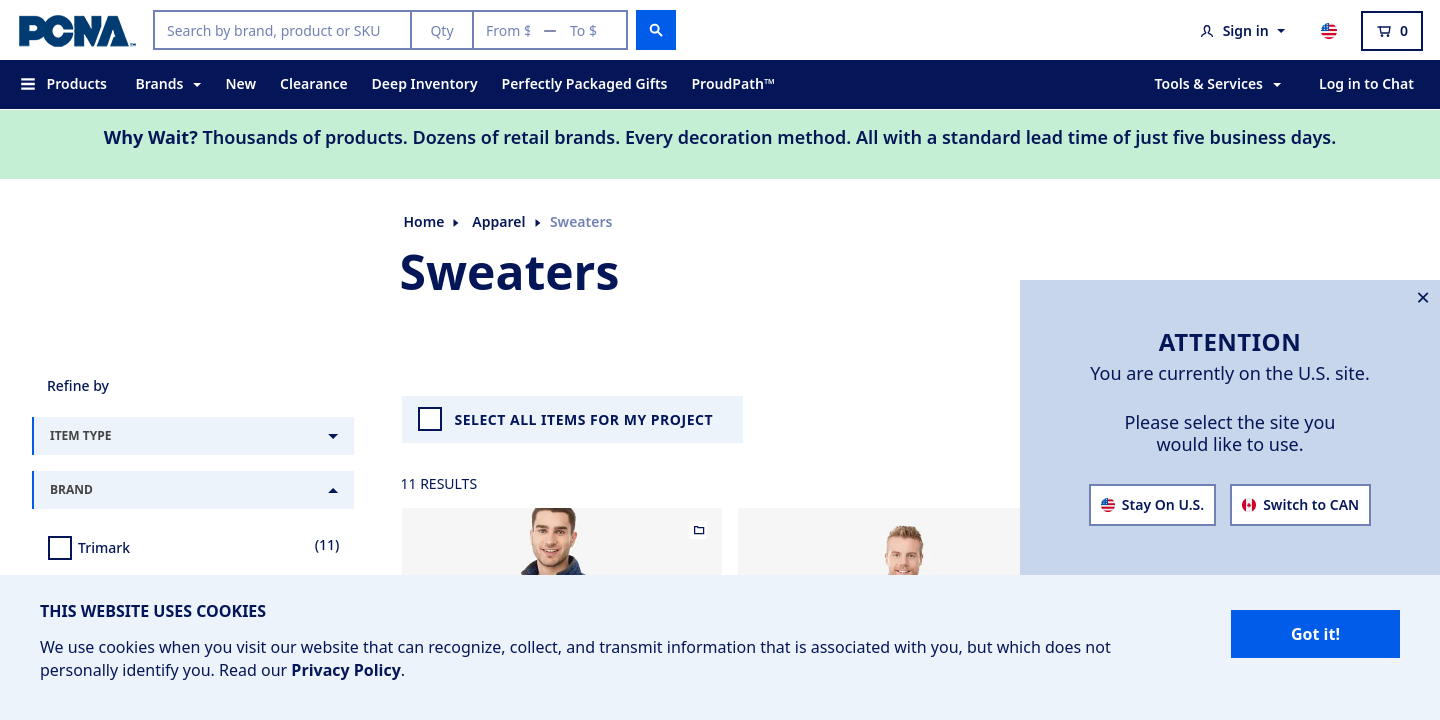 PCNA™
Search by brand, product or SKU
Qty
From $
To $
Sign in
0
Products
Brands
New
Clearance
Deep Inventory
Perfectly Packaged Gifts
ProudPath™
Tools & Services
Log in to Chat
Why Wait? Thousands of products. Dozens of retail brands. Every decoration method. All with a standard lead time of just five business days.
Home
Apparel
Sweaters
Sweaters
ATTENTION
You are currently on the U.S. site.
Please select the site you
would like to use.
Stay On U.S.
Switch to CAN
Refine by
ITEM TYPE
BRAND
Trimark
(11)
SELECT ALL ITEMS FOR MY PROJECT
11 RESULTS
THIS WEBSITE USES COOKIES
We use cookies when you visit our website that can recognize, collect, and transmit information that is associated with you, but which does not
personally identify you. Read our Privacy Policy.
Got it!